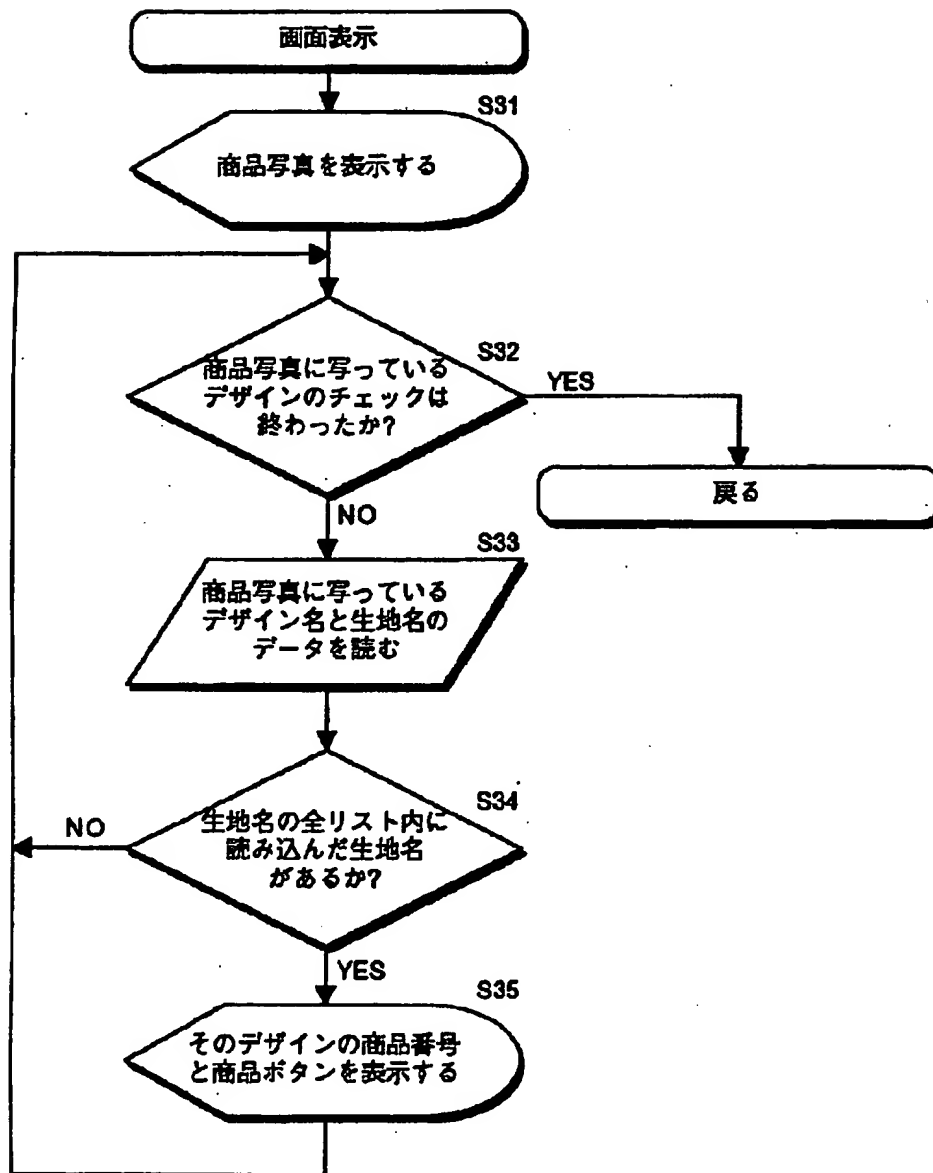 画面表示
S31
商品写真を表示する
S32
商品写真に写っている
デザインのチェックは
終わったか?
YES
戻る
NO
S33
商品写真に写っている
デザイン名と生地名の
データを読む
S34
生地名の全リスト内に
読み込んだ生地名
があるか?
NO
YES
S35
そのデザインの商品番号
と商品ボタンを表示する